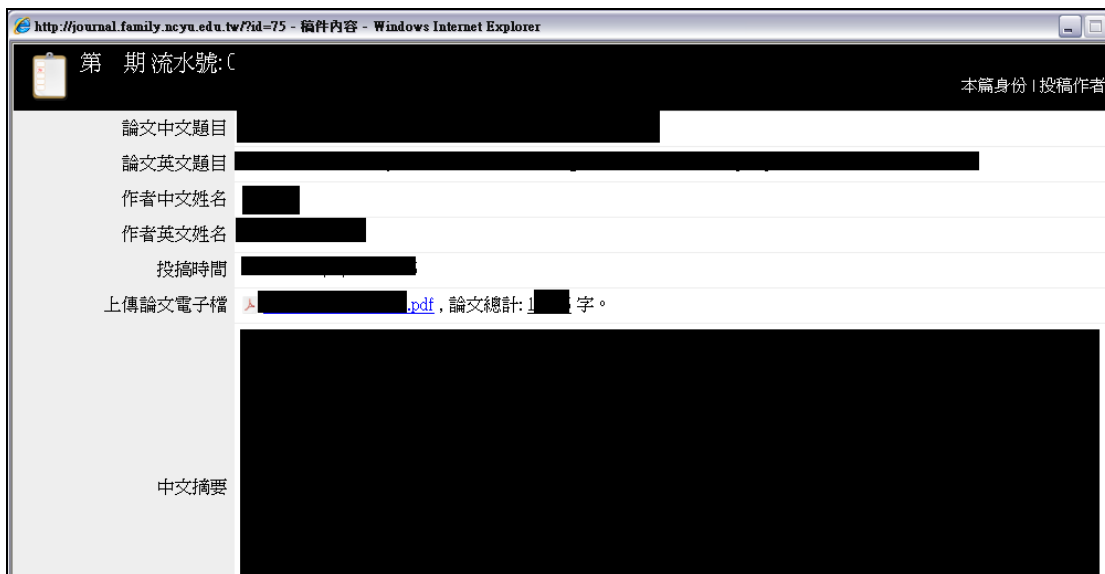 http://journal.family.ncyu.edu.tw/?id=75 - 稿件內容 - Windows Internet Explorer
第 期 流水號:
本篇身份 | 投稿作者
論文中文題目
論文英文題目
作者中文姓名
作者英文姓名
投搞時間
上傳論文電子檔 .pdf , 論文總計: 1 字。
中文摘要